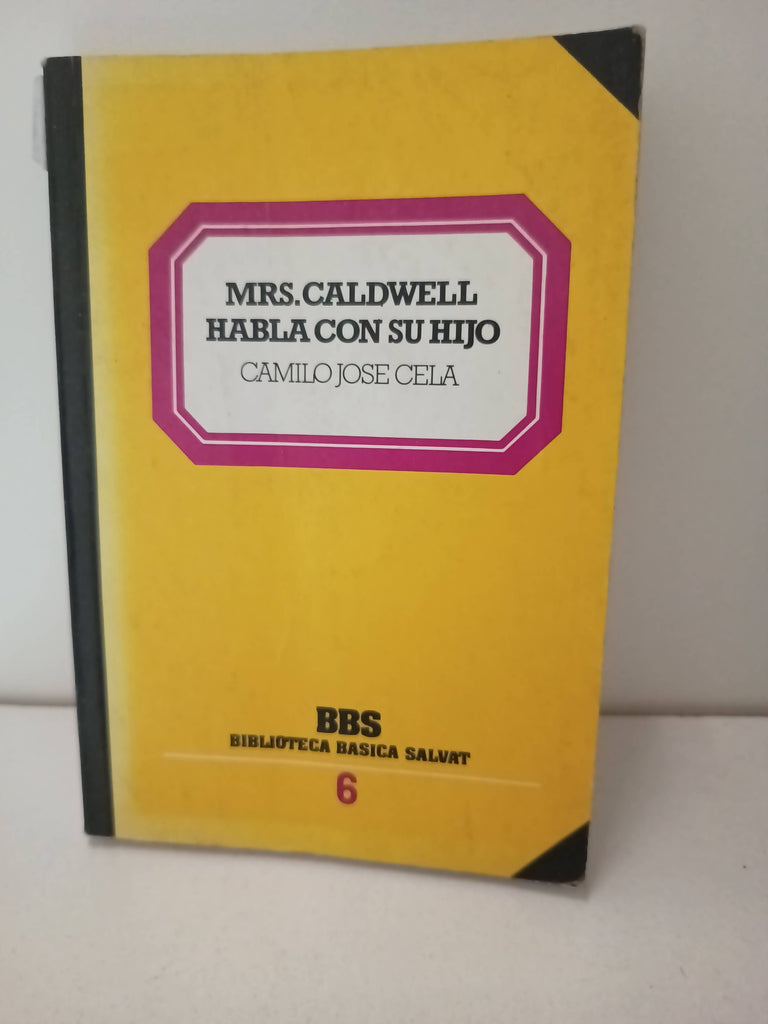 MRS. CALDWELL
HABLA CON SU HIJO
CAMILO JOSE CELA
BBS
BIBLIOTECA BASICA SALVAT
6